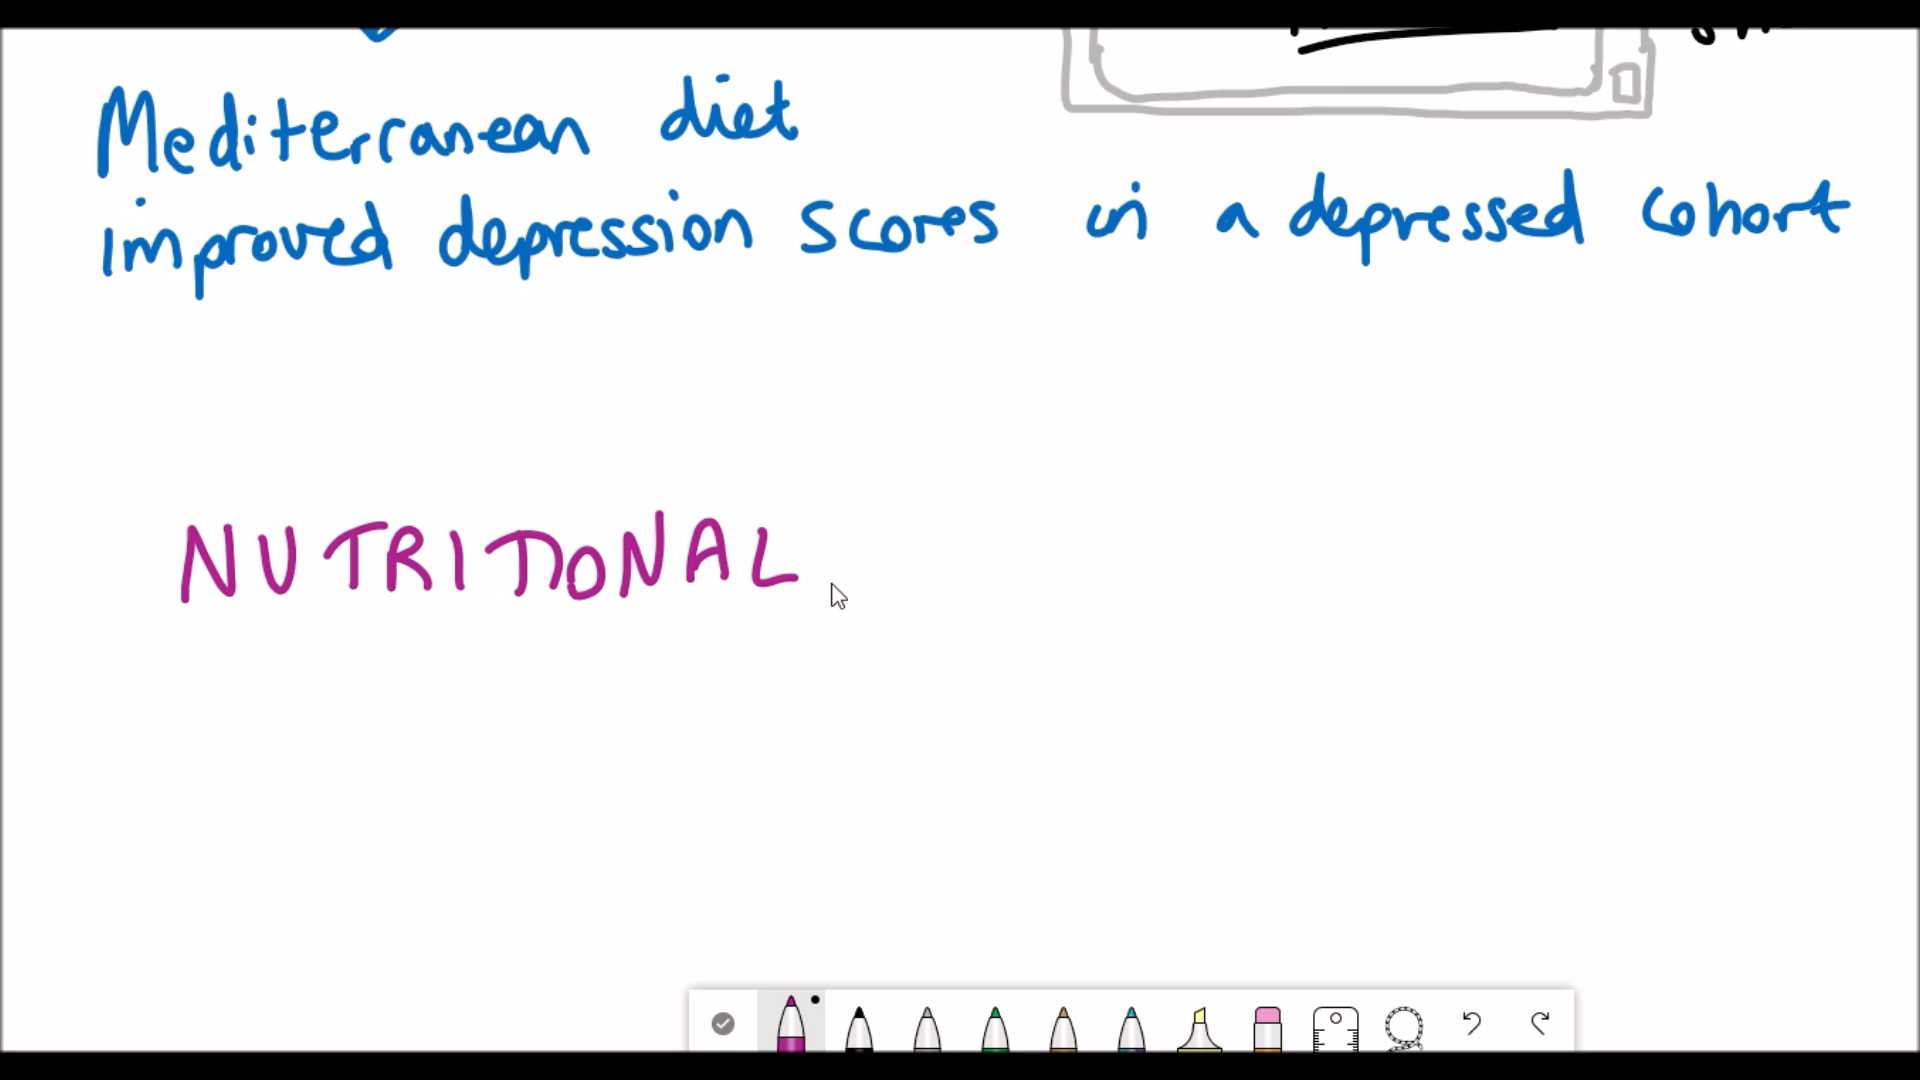 Mediterranean diet
improved depression scores in a depressed cohort
NUTRITIONAL